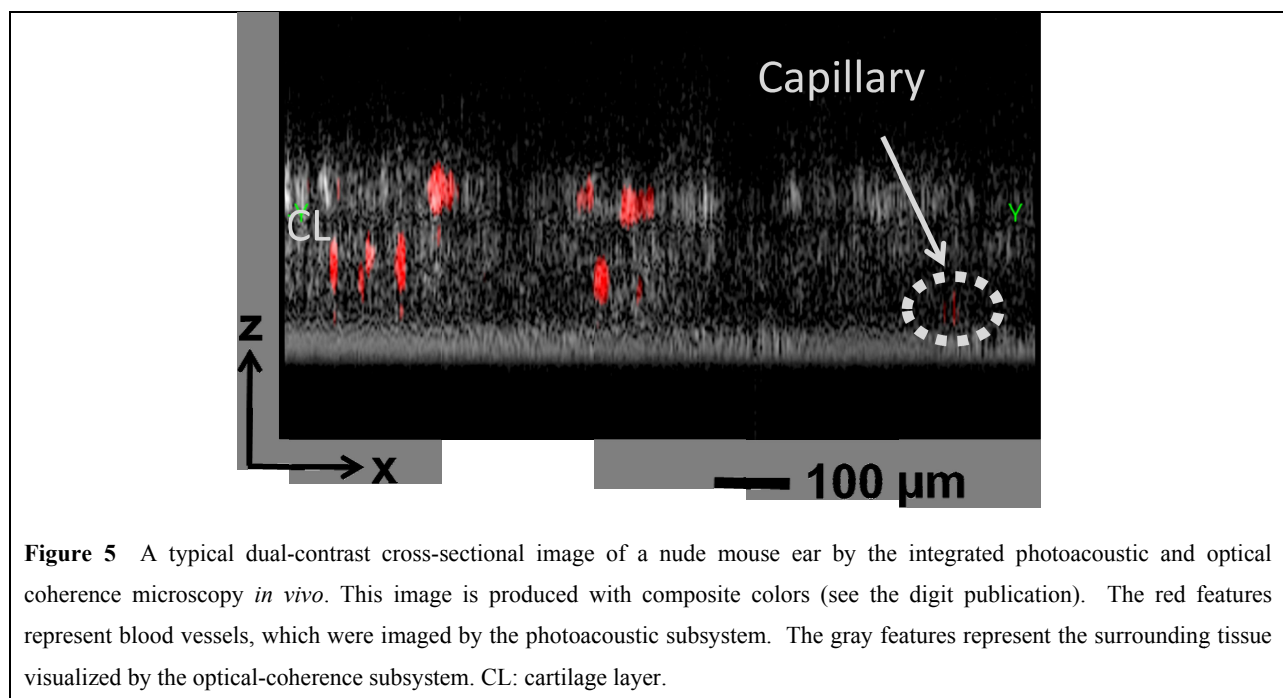 Capillary
Y
Y
CL
z
x
100 µm
Figure 5 A typical dual-contrast cross-sectional image of a nude mouse ear by the integrated photoacoustic and optical
coherence microscopy in vivo. This image is produced with composite colors (see the digit publication). The red features
represent blood vessels, which were imaged by the photoacoustic subsystem. The gray features represent the surrounding tissue
visualized by the optical-coherence subsystem. CL: cartilage layer.